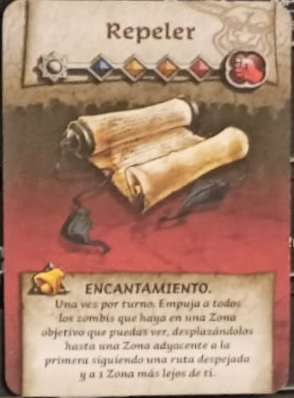 Repeler
ENCANTAMIENTO.
Una vez por turno. Empuja a todos
los zombis que haya en una Zona
objetivo que puedas ver, desplazándolos
hasta una Zona adyacente a la
primera siguiendo una ruta despejada
y a 1 Zona más lejos de ti.